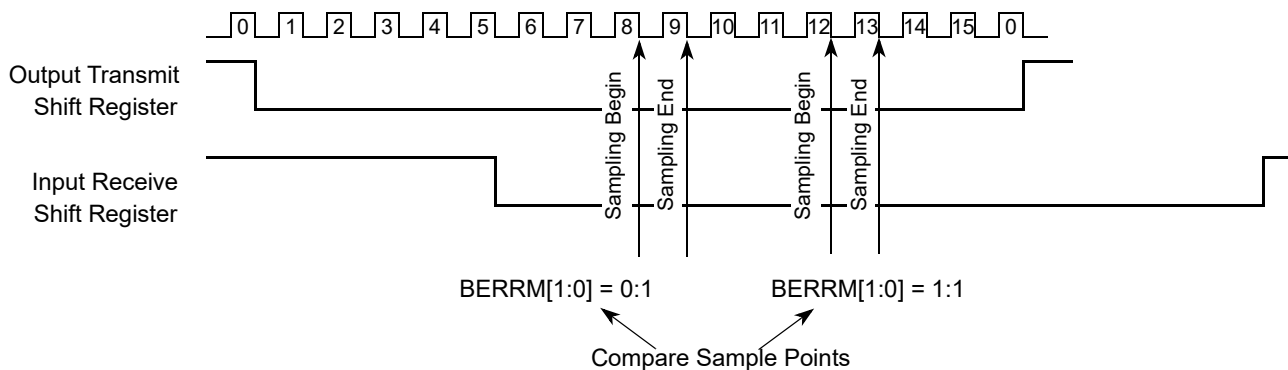 0 1 2 3 4 5 6 7 8 9 10 11 12 13 14 15 0
Output Transmit
Shift Register
Input Receive
Shift Register
Sampling Begin
Sampling End
Sampling Begin
Sampling End
BERRM[1:0] = 0:1
BERRM[1:0] = 1:1
Compare Sample Points